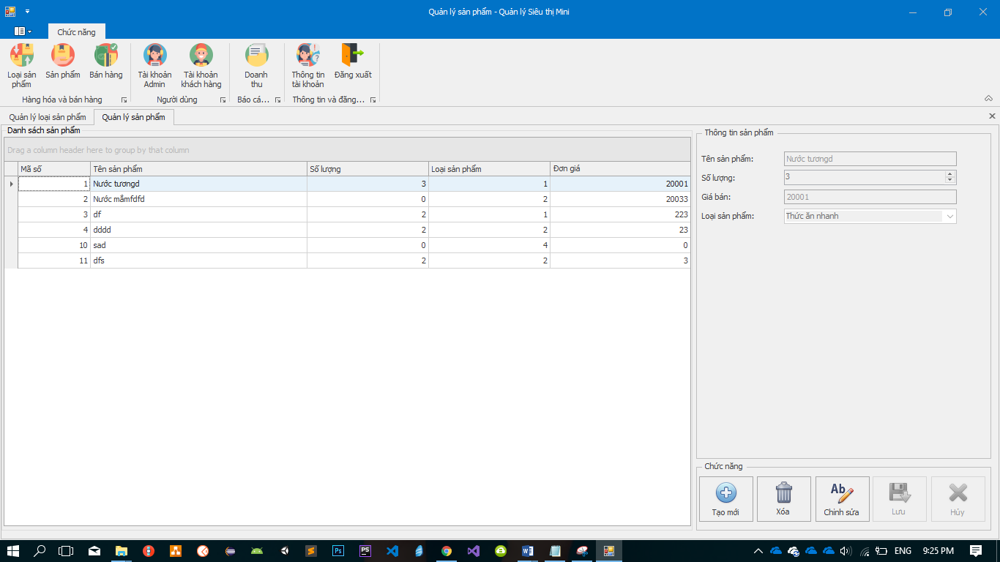 Quản lý sản phẩm - Quản lý Siêu thị Mini
Chức năng
Loại sản phẩm
Sản phẩm
Bán hàng
Tài khoản Admin
Tài khoản khách hàng
Doanh thu
Thông tin tài khoản
Đăng xuất
Hàng hóa và bán hàng
Người dùng
Báo cá...
Thông tin và đăng...
Quản lý loại sản phẩm
Quản lý sản phẩm
Danh sách sản phẩm
Drag a column header here to group by that column
Mã số Tên sản phẩm Số lượng Loại sản phẩm Đơn giá
1 Nước tươngd 3 1 20001
2 Nước mắmfdfd 0 2 20033
3 df 2 1 223
4 dddd 2 2 23
10 sad 0 4 0
11 dfs 2 2 3
Thông tin sản phẩm
Tên sản phẩm: Nước tươngd
Số lượng: 3
Giá bán: 20001
Loại sản phẩm: Thức ăn nhanh
Chức năng
Tạo mới
Xóa
Ab
Chỉnh sửa
Lưu
Hủy
Ps
PS
W
ENG
9:25 PM